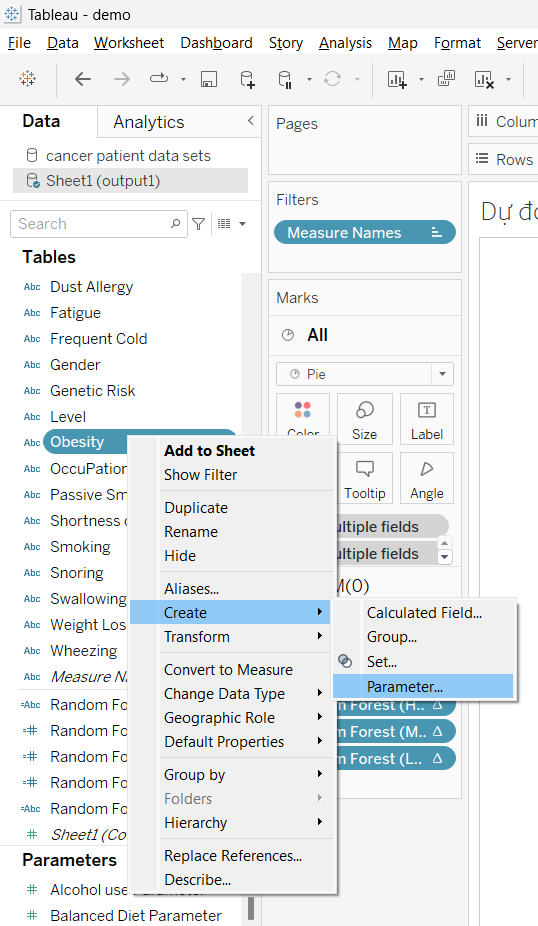 Tableau - demo
File Data Worksheet Dashboard Story Analysis Map Format Server
Data Analytics
cancer patient data sets
Sheet1 (output1)
Search
Tables
Abc Dust Allergy
Abc Fatigue
Abc Frequent Cold
Abc Gender
Abc Genetic Risk
Abc Level
Abc Obesity
Abc OccuPation
Abc Passive Sm
Abc Shortness
Abc Smoking
Abc Snoring
Abc Swallowing
Abc Weight Los
Abc Wheezing
Abc Measure Na
Random Fo
Random Fo
Random Fo
=Abc Random Fo
=Abc Random Fo
Sheet1 (Co
Parameters
Alcohol use Parameter
Balanced Diet Parameter
Add to Sheet
Show Filter
Duplicate
Rename
Hide
Aliases...
Create
Transform
Convert to Measure
Change Data Type
Geographic Role
Default Properties
Group by
Folders
Hierarchy
Replace References...
Describe...
Calculated Field...
Group...
Set...
Parameter...
Pages
Filters
Measure Names
Marks
All
Pie
Color Size Label
Tooltip Angle
ultiple fields
ultiple fields
M(0)
m Forest (H..
m Forest (M..
m Forest (L..
Colum
Rows
Dự đo